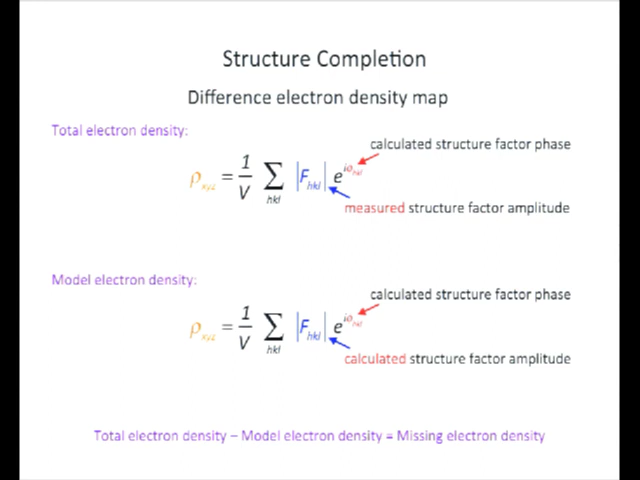 Structure Completion
Difference electron density map
Total electron density:
calculated structure factor phase
ρxyz = 1/V ∑hkl |Fhkl| e^iαhkl
measured structure factor amplitude
Model electron density:
calculated structure factor phase
ρxyz = 1/V ∑hkl |Fhkl| e^iαhkl
calculated structure factor amplitude
Total electron density – Model electron density = Missing electron density